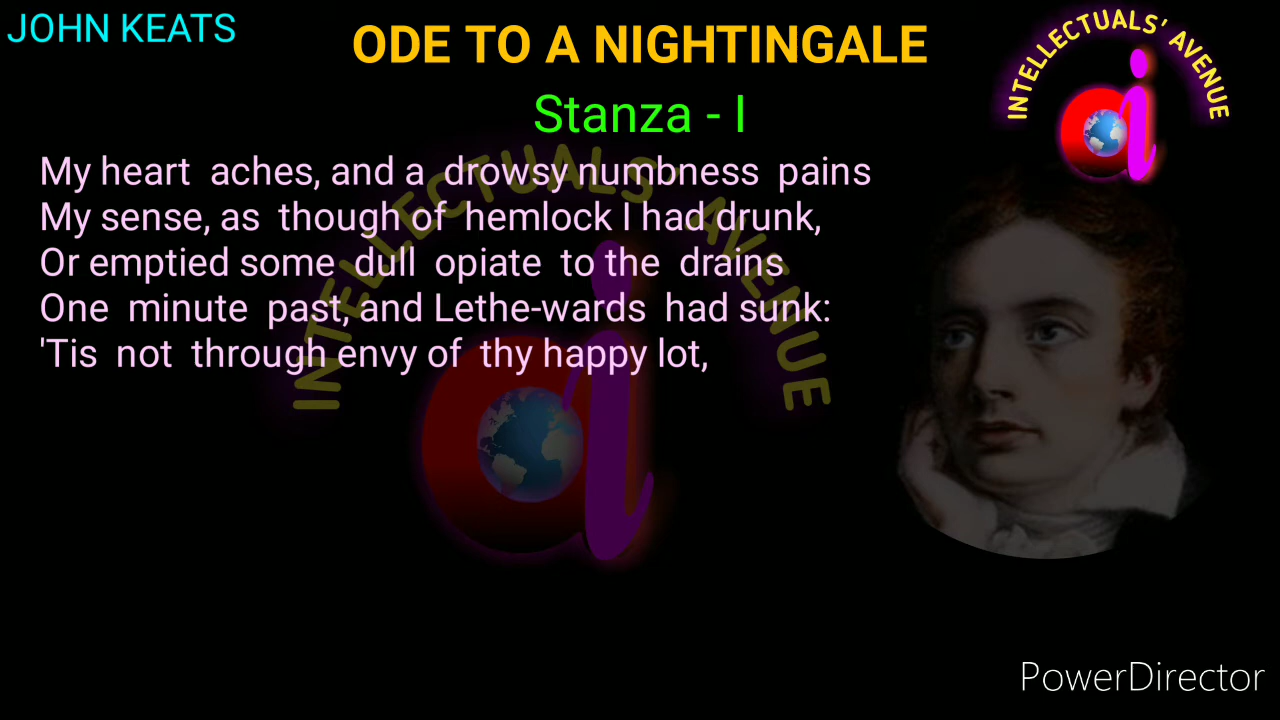 JOHN KEATS
ODE TO A NIGHTINGALE
INTELLECTUALS' AVENUE
Stanza - I
My heart aches, and a drowsy numbness pains
My sense, as though of hemlock I had drunk,
Or emptied some dull opiate to the drains
One minute past, and Lethe-wards had sunk:
'Tis not through envy of thy happy lot,
INTELLECTUALS' AVENUE
PowerDirector